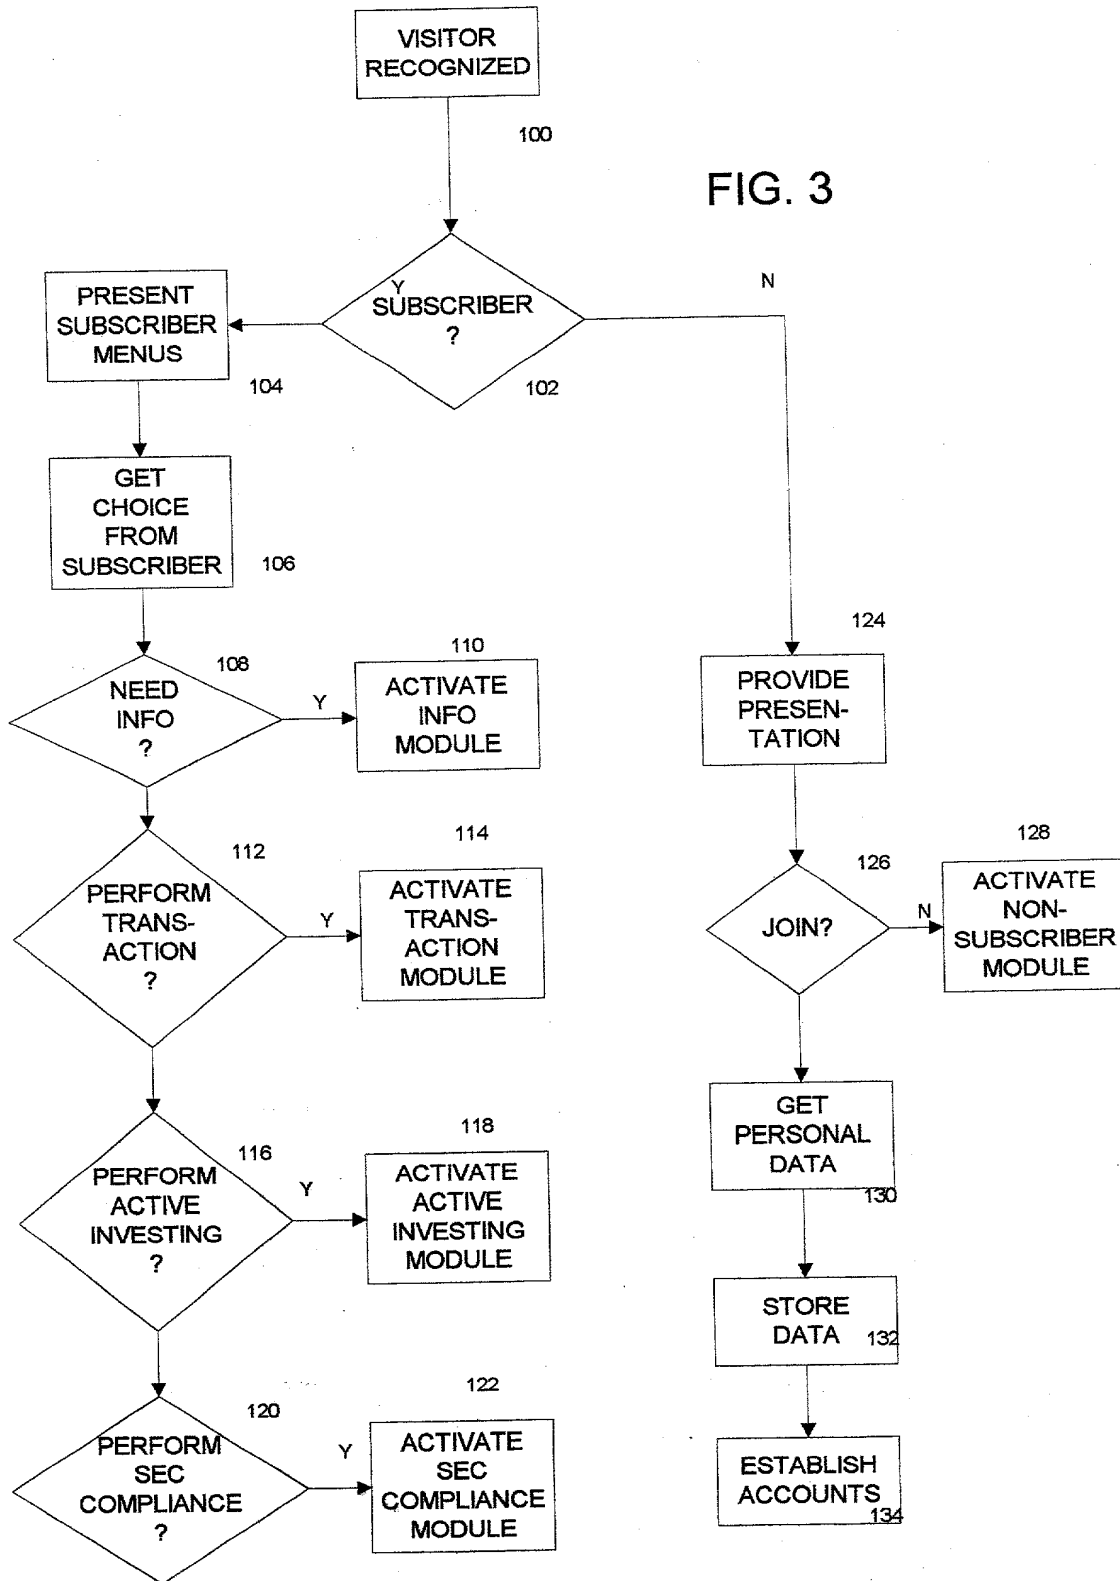 VISITOR
RECOGNIZED
100
FIG. 3
SUBSCRIBER
?
Y
N
102
PRESENT
SUBSCRIBER
MENUS
104
GET
CHOICE
FROM
SUBSCRIBER
106
NEED
INFO
?
108
Y
110
ACTIVATE
INFO
MODULE
PERFORM
TRANS-
ACTION
?
112
Y
114
ACTIVATE
TRANS-
ACTION
MODULE
PERFORM
ACTIVE
INVESTING
?
116
Y
118
ACTIVATE
ACTIVE
INVESTING
MODULE
PERFORM
SEC
COMPLIANCE
?
120
Y
122
ACTIVATE
SEC
COMPLIANCE
MODULE
124
PROVIDE
PRESEN-
TATION
JOIN?
126
N
128
ACTIVATE
NON-
SUBSCRIBER
MODULE
GET
PERSONAL
DATA
130
STORE
DATA
132
ESTABLISH
ACCOUNTS
134